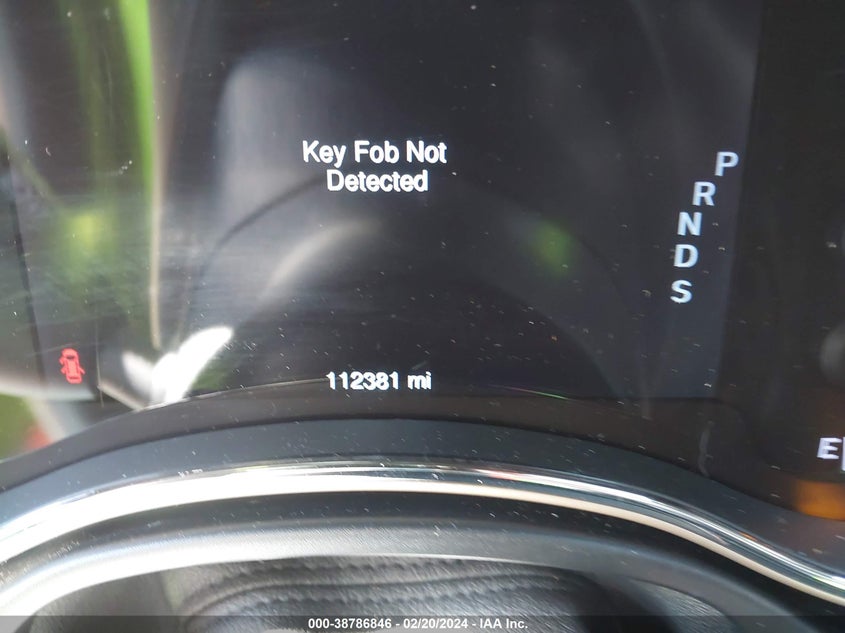 Key Fob Not
Detected
P
R
N
D
S
112381 mi
E
000-38786846 - 02/20/2024 - IAA Inc.